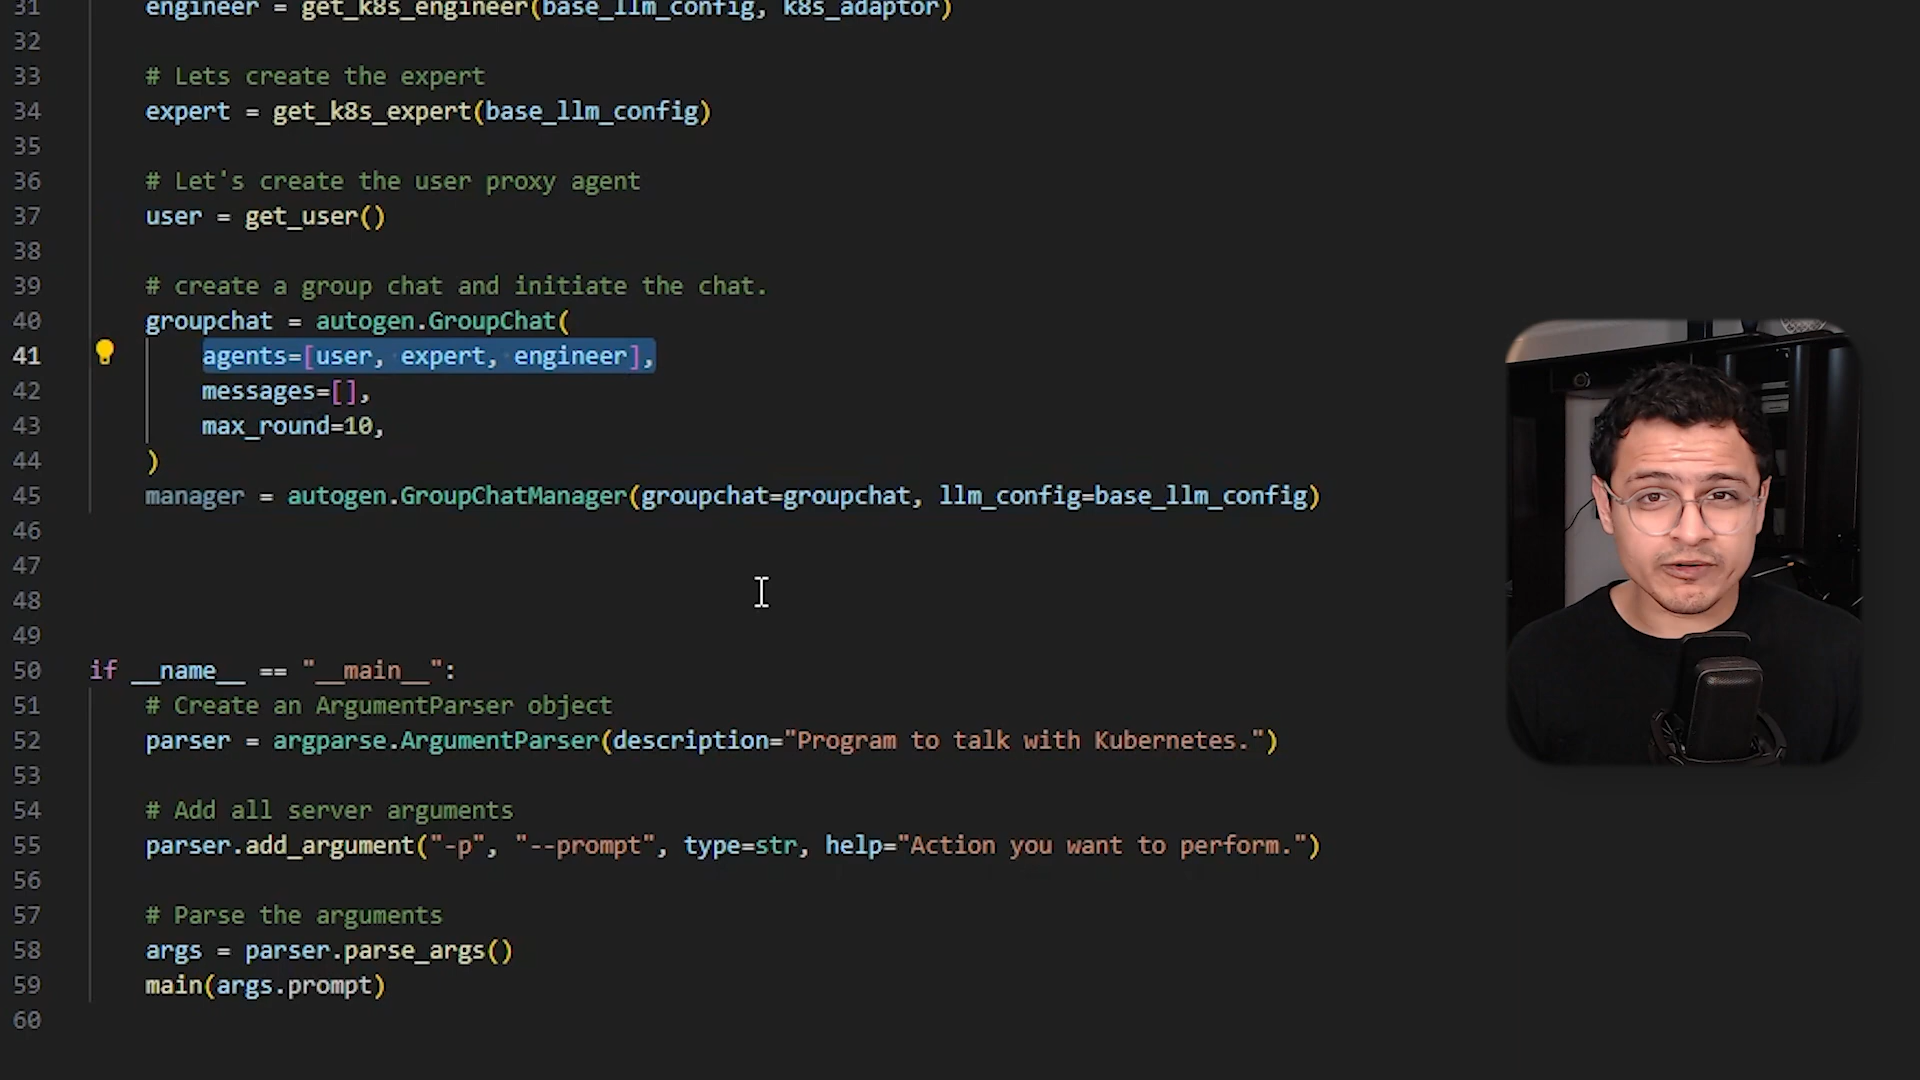 31 engineer = get_k8s_engineer(base_llm_config, k8s_adaptor)
32
33 # Lets create the expert
34 expert = get_k8s_expert(base_llm_config)
35
36 # Let's create the user proxy agent
37 user = get_user()
38
39 # create a group chat and initiate the chat.
40 groupchat = autogen.GroupChat(
41 agents=[user, expert, engineer],
42 messages=[],
43 max_round=10,
44 )
45 manager = autogen.GroupChatManager(groupchat=groupchat, llm_config=base_llm_config)
46
47
48
49
50 if __name__ == "__main__":
51 # Create an ArgumentParser object
52 parser = argparse.ArgumentParser(description="Program to talk with Kubernetes.")
53
54 # Add all server arguments
55 parser.add_argument("-p", "--prompt", type=str, help="Action you want to perform.")
56
57 # Parse the arguments
58 args = parser.parse_args()
59 main(args.prompt)
60